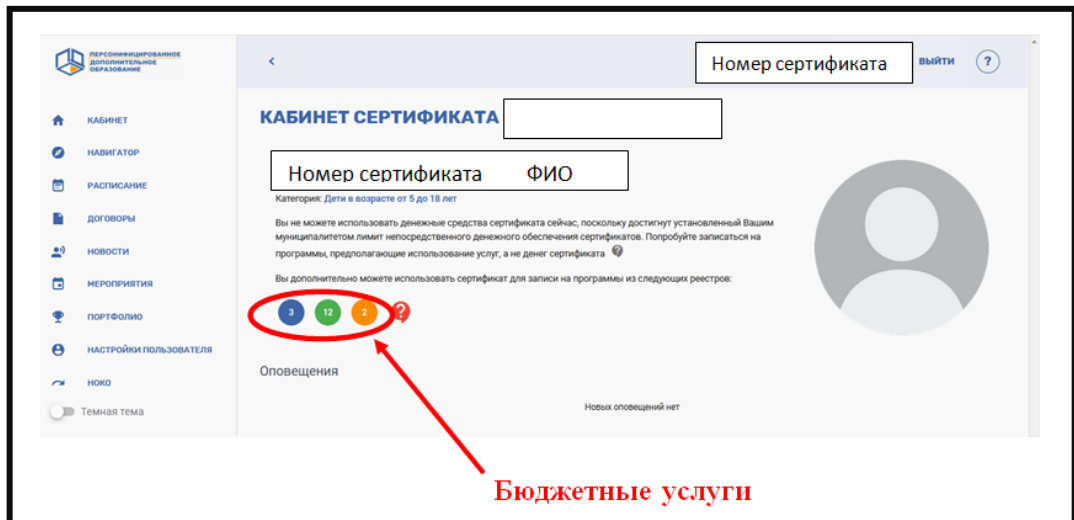 ПЕРСОНИФИЦИРОВАННОЕ
ДОПОЛНИТЕЛЬНОЕ
ОБРАЗОВАНИЕ
Номер сертификата
ВЫЙТИ
?
КАБИНЕТ
НАВИГАТОР
РАСПИСАНИЕ
ДОГОВОРЫ
НОВОСТИ
МЕРОПРИЯТИЯ
ПОРТФОЛИО
НАСТРОЙКИ ПОЛЬЗОВАТЕЛЯ
НОКО
Темная тема
КАБИНЕТ СЕРТИФИКАТА
Номер сертификата ФИО
Категория: Дети в возрасте от 5 до 18 лет
Вы не можете использовать денежные средства сертификата сейчас, поскольку достигнут установленный Вашим
муниципалитетом лимит непосредственного денежного обеспечения сертификатов. Попробуйте записаться на
программы, предполагающие использование услуг, а не денег сертификата ?
Вы дополнительно можете использовать сертификат для записи на программы из следующих реестров:
3 12 2 ?
Оповещения
Новых оповещений нет
Бюджетные услуги